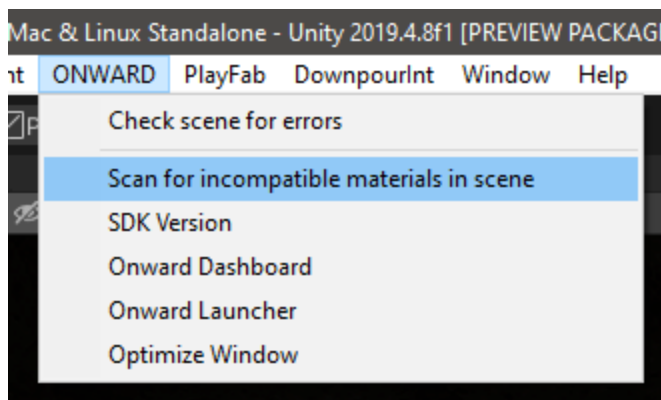 Mac & Linux Standalone - Unity 2019.4.8f1 [PREVIEW PACKAG
nt ONWARD PlayFab DownpourInt Window Help
P
Check scene for errors
Scan for incompatible materials in scene
SDK Version
Onward Dashboard
Onward Launcher
Optimize Window